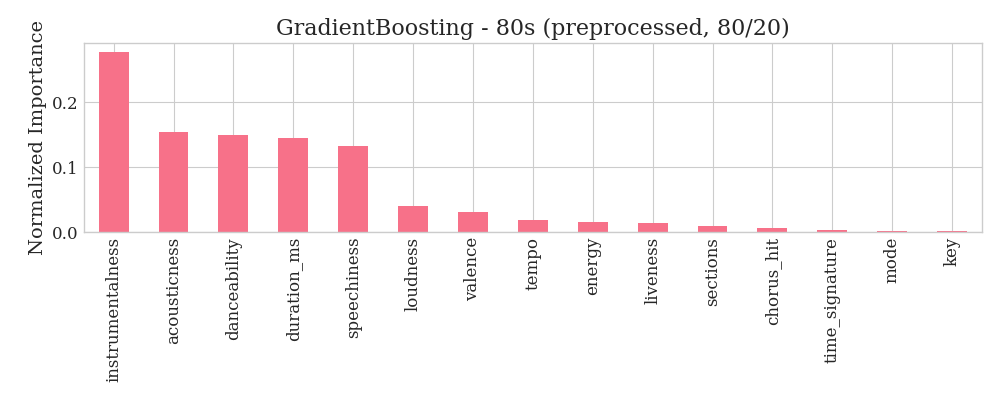 GradientBoosting - 80s (preprocessed, 80/20)
Normalized Importance
0.2
0.1
0.0
instrumentalness
acousticness
danceability
duration_ms
speechiness
loudness
valence
tempo
energy
liveness
sections
chorus_hit
time_signature
mode
key